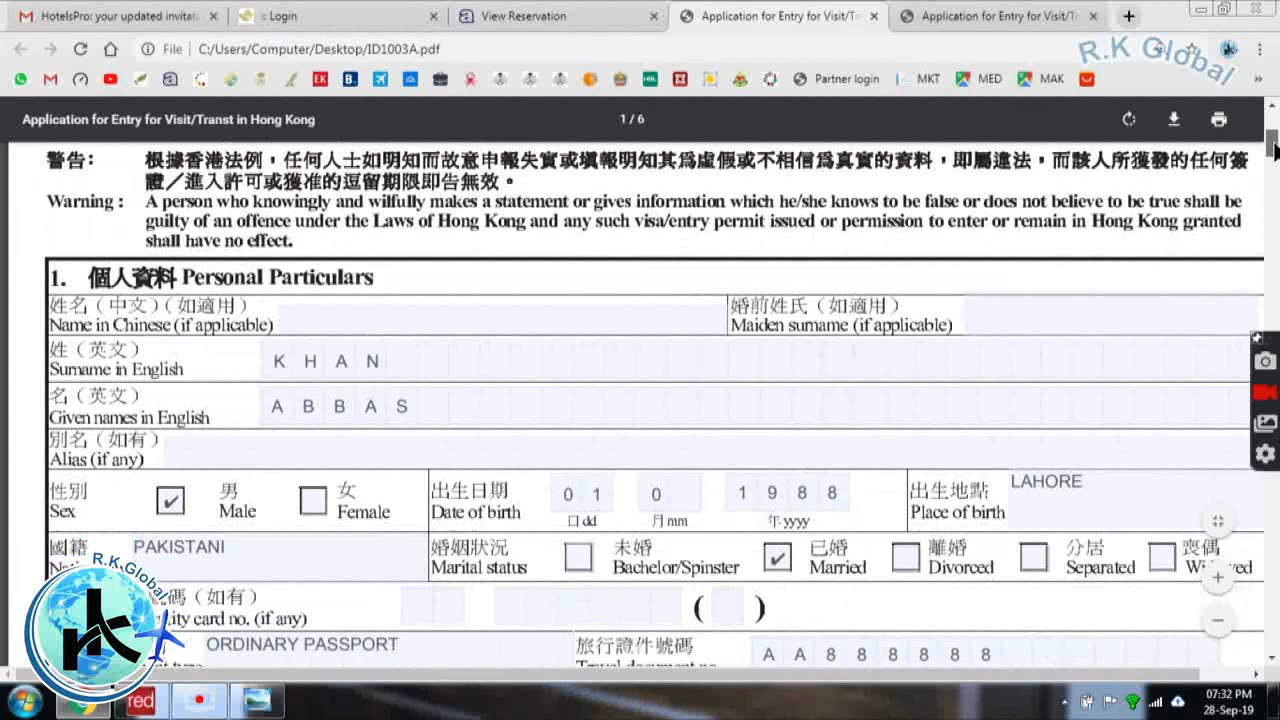 HotelsPro: your updated invitat
: Login
View Reservation
Application for Entry for Visit/Tr
Application for Entry for Visit/Tr
File
C:/Users/Computer/Desktop/ID1003A.pdf
R.K Global
Partner login
MKT
MED
MAK
Application for Entry for Visit/Transt in Hong Kong
1 / 6
警告:
根據香港法例,任何人士如明知而故意申報失實或填報明知其爲虛假或不相信爲真實的資料,即屬違法,而該人所獲發的任何簽
證╱進入許可或獲准的逗留期限即告無效。
Warning :
A person who knowingly and wilfully makes a statement or gives information which he/she knows to be false or does not believe to be true shall be
guilty of an offence under the Laws of Hong Kong and any such visa/entry permit issued or permission to enter or remain in Hong Kong granted
shall have no effect.
1. 個人資料 Personal Particulars
姓名(中文)(如適用)
Name in Chinese (if applicable)
婚前姓氏(如適用)
Maiden surname (if applicable)
姓(英文)
Surname in English
K H A N
名(英文)
Given names in English
A B B A S
別名(如有)
Alias (if any)
性別
Sex
男
Male
女
Female
出生日期
Date of birth
0 1
0
1 9 8 8
dd
月 mm
年 yyyy
出生地點
Place of birth
LAHORE
國籍
PAKISTANI
婚姻狀況
Marital status
未婚
Bachelor/Spinster
已婚
Married
離婚
Divorced
分居
Separated
喪偶
R.K Global
碼(如有)
card no. (if any)
( )
ORDINARY PASSPORT
旅行證件號碼
Travel document no.
A A 8 8 8 8 8 8
red
07:32 PM
28-Sep-19